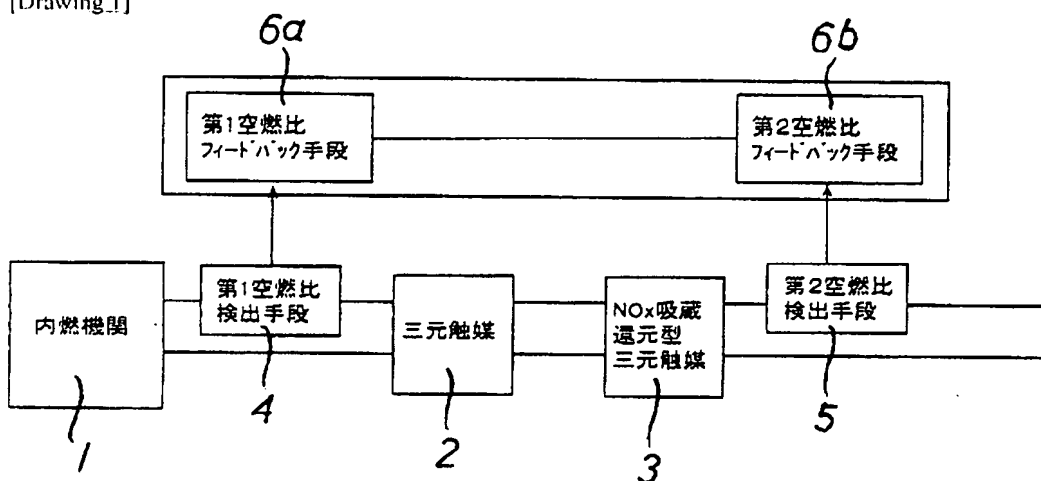 [Drawing_1]
6a
6b
第1空燃比
フィードバック手段
第2空燃比
フィードバック手段
内燃機関
第1空燃比
検出手段
三元触媒
NOx吸蔵
還元型
三元触媒
第2空燃比
検出手段
1
4
2
3
5